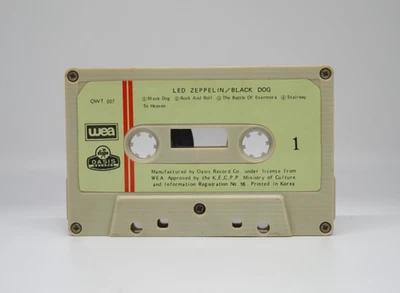 LED ZEPPELIN/BLACK DOG
OWT 007
①Black Dog ②Rock And Roll ③The Battle Of Evermore ④Stairway
To Heaven
wea
OASIS
1
Manufactured by Oasis Record Co. under license from
WEA. Approved by the K.E.C.P.P. Ministry of Culture
and Information Registration Nr. 16. Printed in Korea